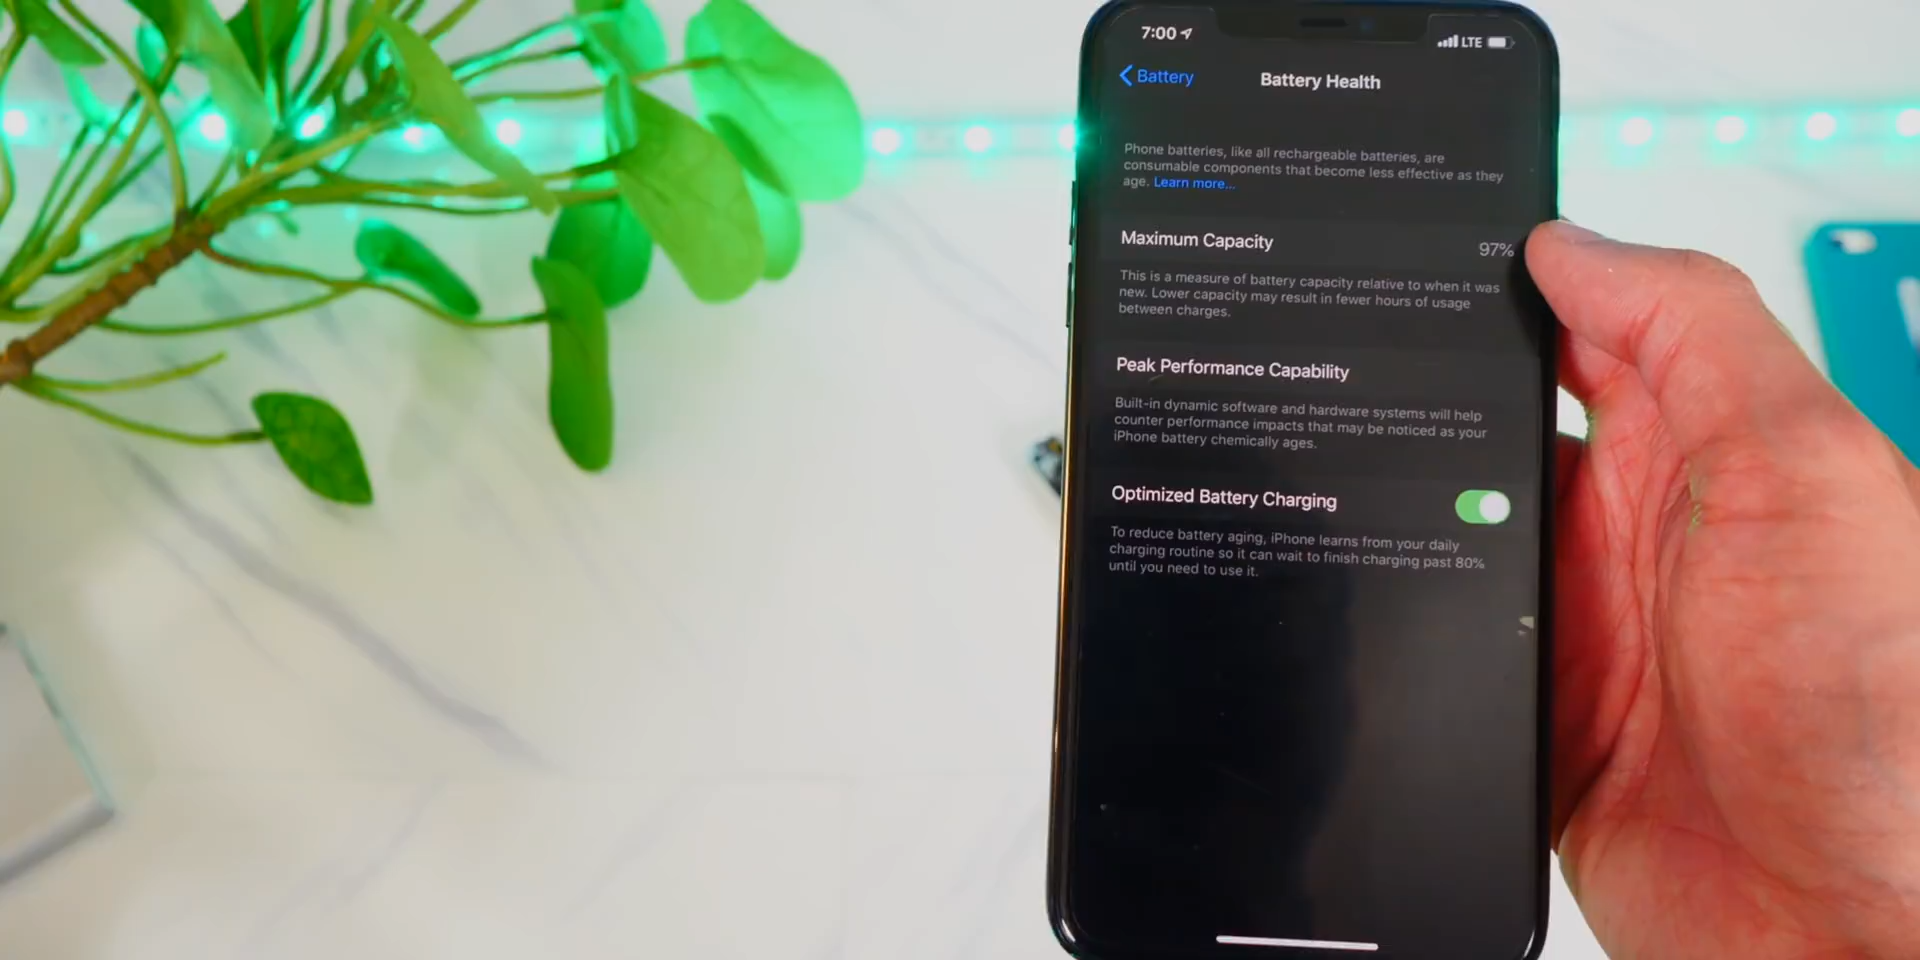 7:00
LTE
Battery
Battery Health
Phone batteries, like all rechargeable batteries, are
consumable components that become less effective as they
age. Learn more...
Maximum Capacity
97%
This is a measure of battery capacity relative to when it was
new. Lower capacity may result in fewer hours of usage
between charges.
Peak Performance Capability
Built-in dynamic software and hardware systems will help
counter performance impacts that may be noticed as your
iPhone battery chemically ages.
Optimized Battery Charging
To reduce battery aging, iPhone learns from your daily
charging routine so it can wait to finish charging past 80%
until you need to use it.